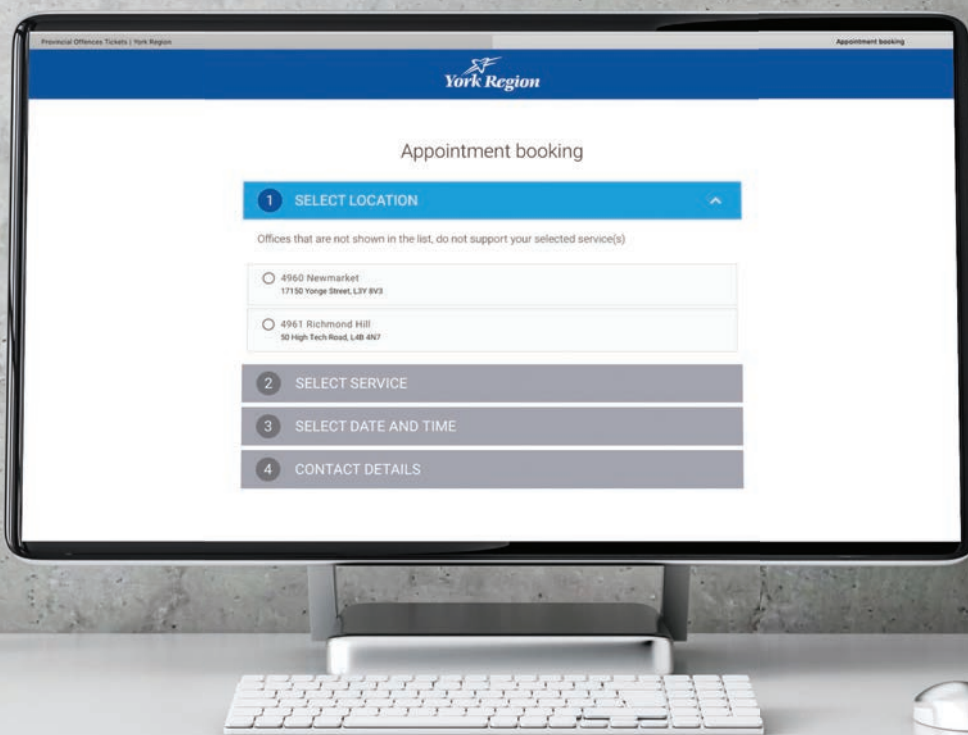 Provincial Offences Tickets | York Region
Appointment booking
York Region
Appointment booking
1 SELECT LOCATION
Offices that are not shown in the list, do not support your selected service(s)
4960 Newmarket
17150 Yonge Street, L3Y 8V3
4961 Richmond Hill
50 High Tech Road, L4B 4N7
2 SELECT SERVICE
3 SELECT DATE AND TIME
4 CONTACT DETAILS